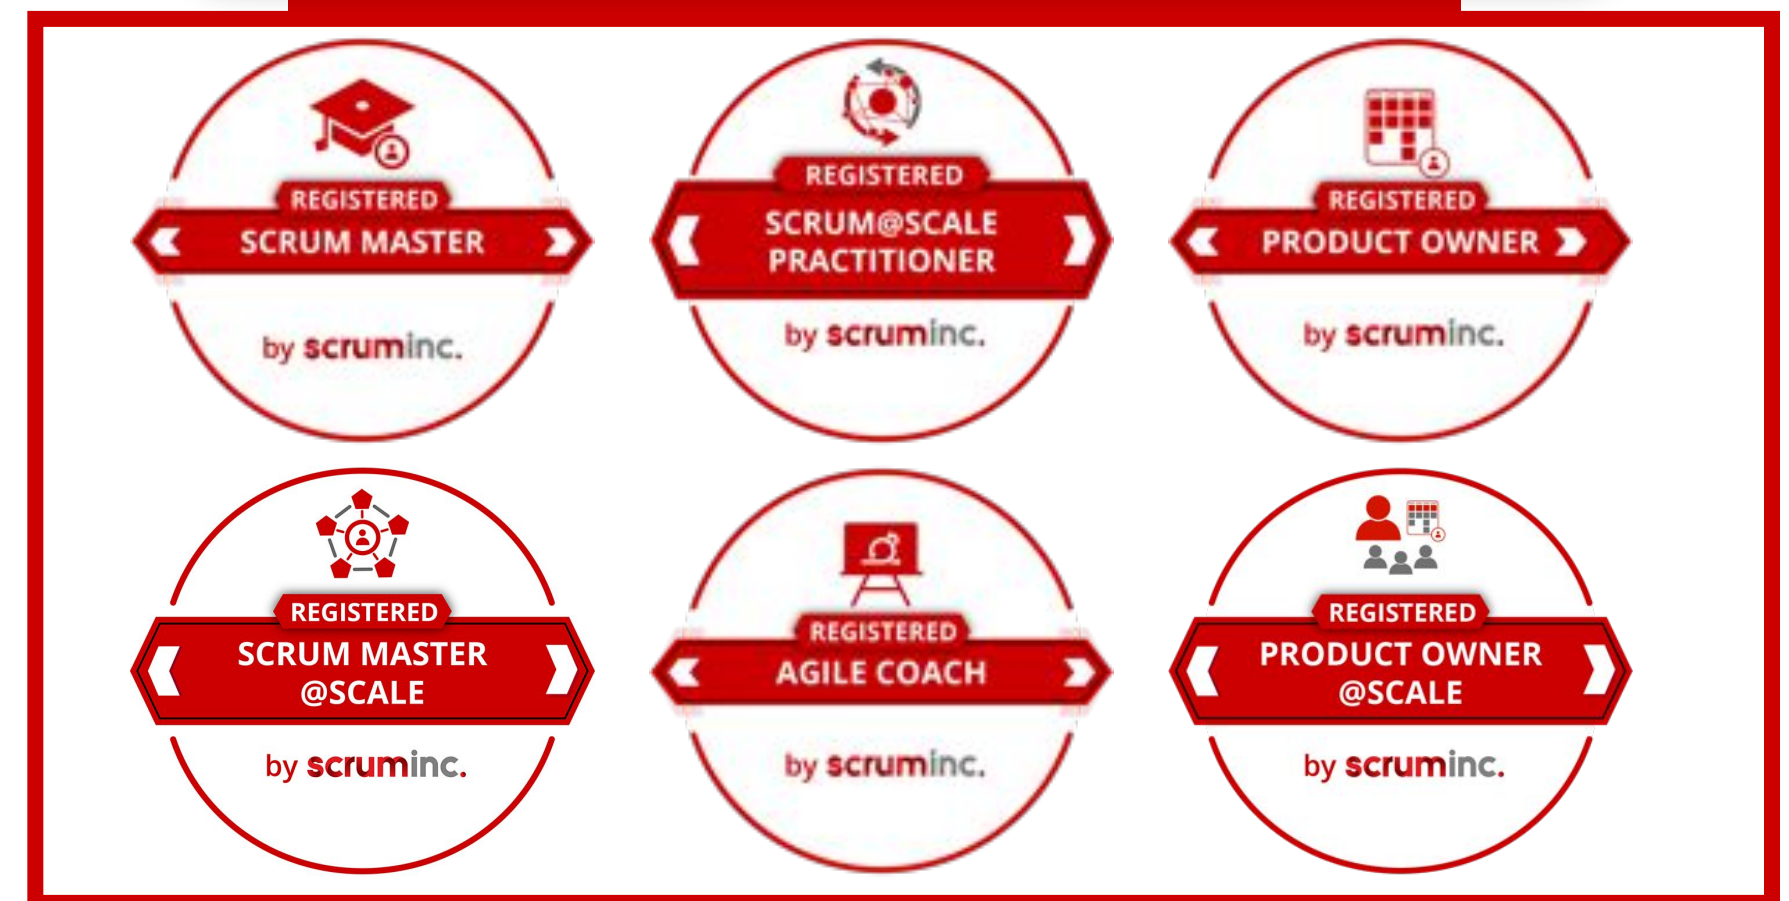 REGISTERED
SCRUM MASTER
by scruminc.
REGISTERED
SCRUM@SCALE
PRACTITIONER
by scruminc.
REGISTERED
PRODUCT OWNER
by scruminc.
REGISTERED
SCRUM MASTER
@SCALE
by scruminc.
REGISTERED
AGILE COACH
by scruminc.
REGISTERED
PRODUCT OWNER
@SCALE
by scruminc.